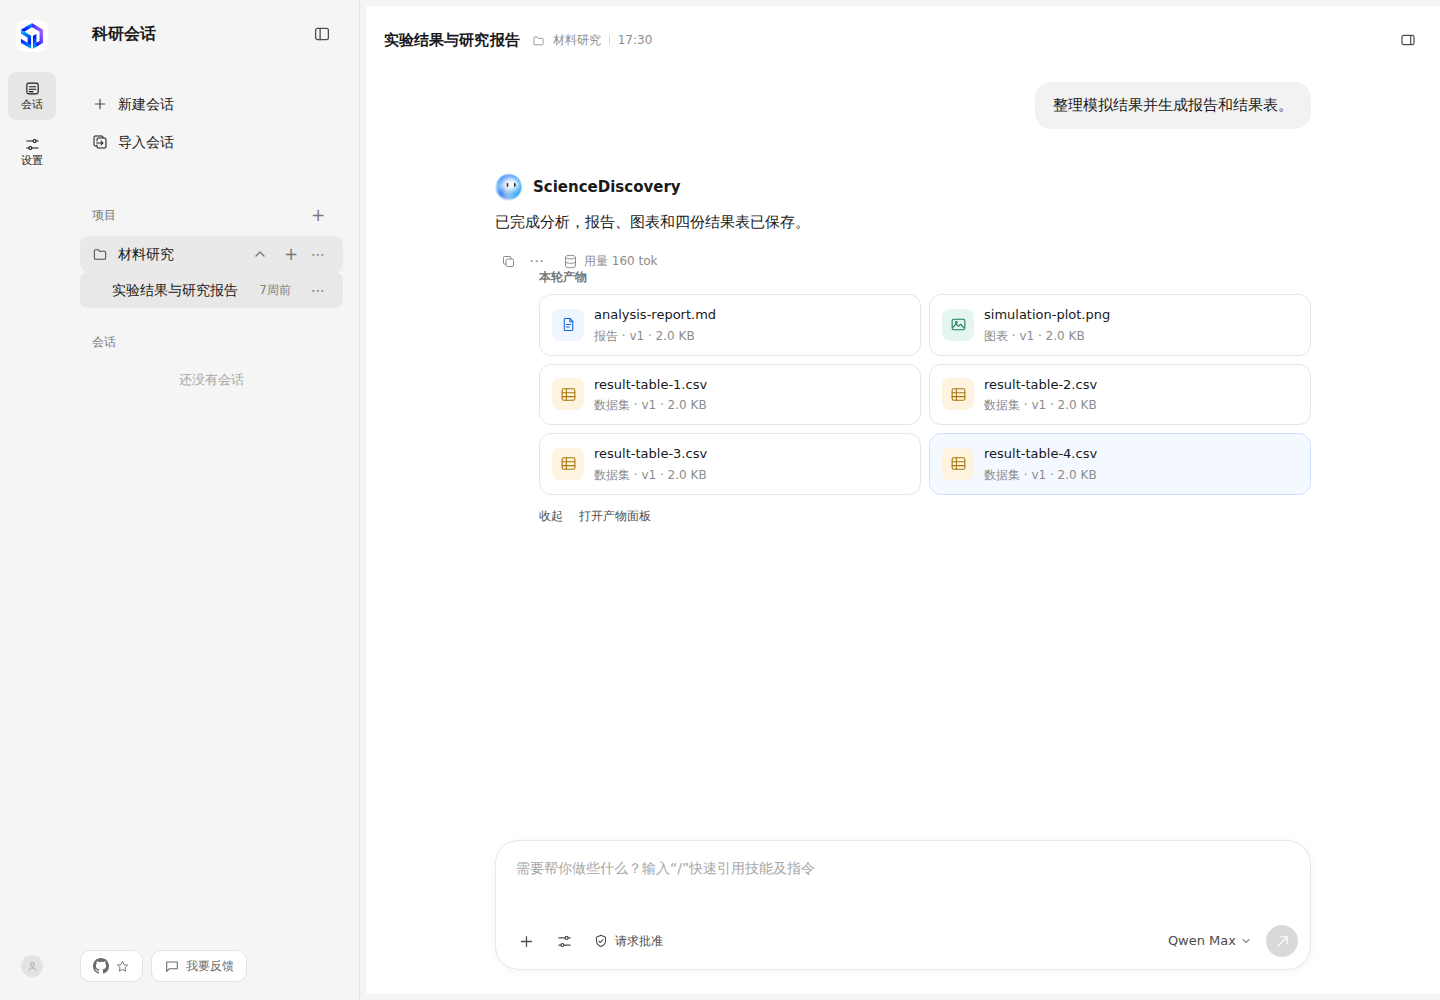 科研会话
会话
设置
新建会话
导入会话
项目
材料研究
实验结果与研究报告 7周前
会话
还没有会话
我要反馈
实验结果与研究报告 材料研究 17:30
整理模拟结果并生成报告和结果表。
ScienceDiscovery
已完成分析，报告、图表和四份结果表已保存。
用量 160 tok
本轮产物
analysis-report.md
报告 · v1 · 2.0 KB
simulation-plot.png
图表 · v1 · 2.0 KB
result-table-1.csv
数据集 · v1 · 2.0 KB
result-table-2.csv
数据集 · v1 · 2.0 KB
result-table-3.csv
数据集 · v1 · 2.0 KB
result-table-4.csv
数据集 · v1 · 2.0 KB
收起 打开产物面板
需要帮你做些什么？输入“/”快速引用技能及指令
请求批准
Qwen Max